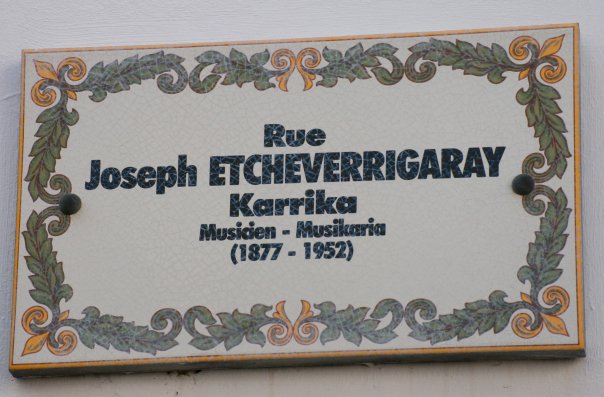 Rue
Joseph ETCHEVERRIGARAY
Karrika
Musicien - Musikaria
(1877 - 1952)